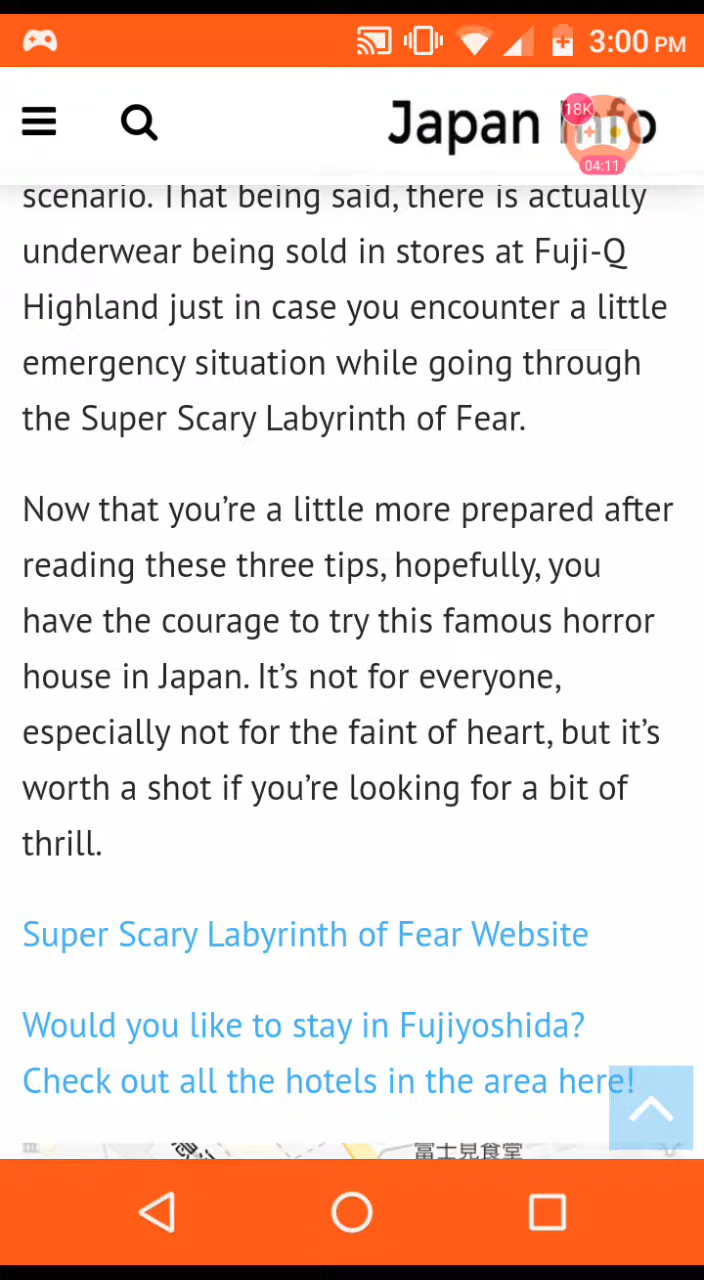 3:00 PM
Japan Info
18K
04:11
scenario. That being said, there is actually
underwear being sold in stores at Fuji-Q
Highland just in case you encounter a little
emergency situation while going through
the Super Scary Labyrinth of Fear.
Now that you’re a little more prepared after
reading these three tips, hopefully, you
have the courage to try this famous horror
house in Japan. It’s not for everyone,
especially not for the faint of heart, but it’s
worth a shot if you’re looking for a bit of
thrill.
Super Scary Labyrinth of Fear Website
Would you like to stay in Fujiyoshida?
Check out all the hotels in the area here!
富士見食堂